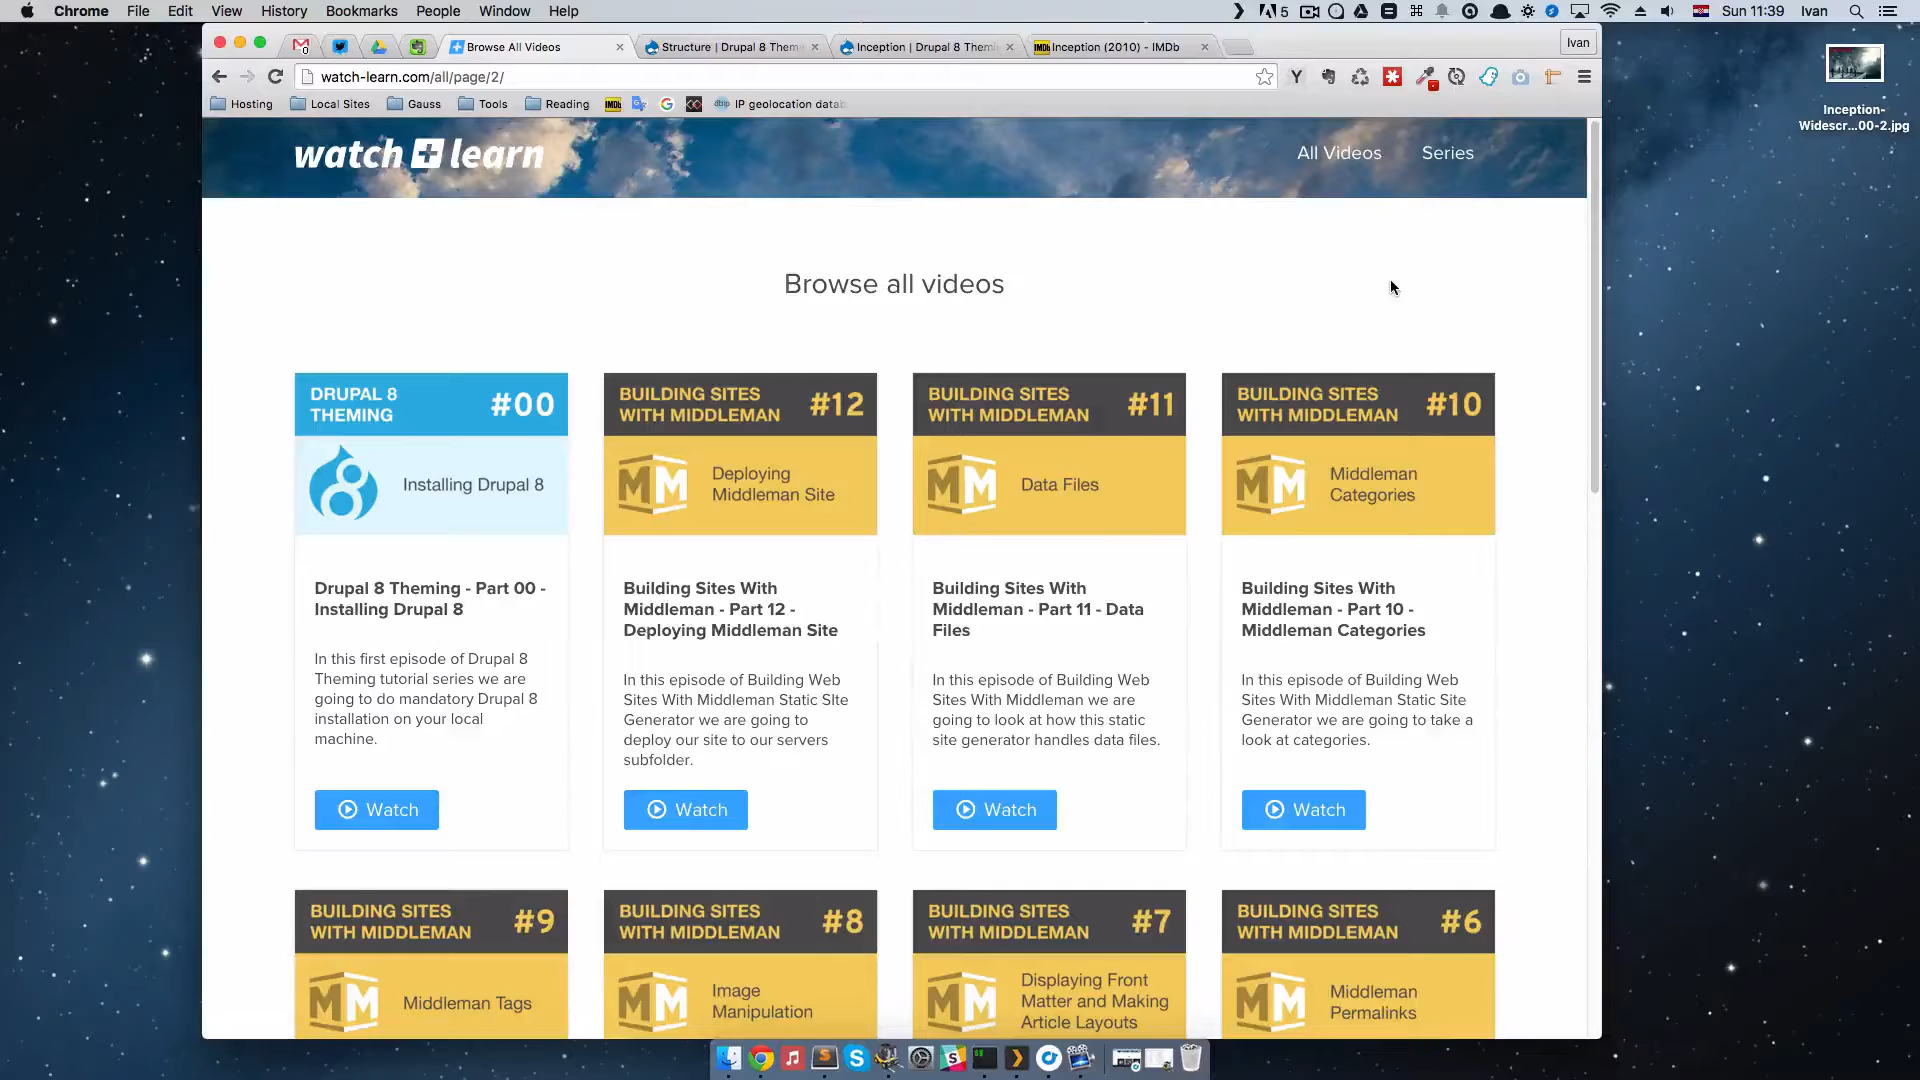 Chrome File Edit View History Bookmarks People Window Help
5 Sun 11:39 Ivan
Browse All Videos
Structure | Drupal 8 Them
Inception | Drupal 8 Themi
IMDb Inception (2010) - IMDb
Ivan
watch-learn.com/all/page/2/
Hosting Local Sites Gauss Tools Reading IMDb IP geolocation datab
Inception-
Widescr...00-2.jpg
watch learn
All Videos Series
Browse all videos
DRUPAL 8
THEMING
#00
Installing Drupal 8
Drupal 8 Theming - Part 00 -
Installing Drupal 8
In this first episode of Drupal 8
Theming tutorial series we are
going to do mandatory Drupal 8
installation on your local
machine.
Watch
BUILDING SITES
WITH MIDDLEMAN
#12
Deploying
Middleman Site
Building Sites With
Middleman - Part 12 -
Deploying Middleman Site
In this episode of Building Web
Sites With Middleman Static SIte
Generator we are going to
deploy our site to our servers
subfolder.
Watch
BUILDING SITES
WITH MIDDLEMAN
#11
Data Files
Building Sites With
Middleman - Part 11 - Data
Files
In this episode of Building Web
Sites With Middleman we are
going to look at how this static
site generator handles data files.
Watch
BUILDING SITES
WITH MIDDLEMAN
#10
Middleman
Categories
Building Sites With
Middleman - Part 10 -
Middleman Categories
In this episode of Building Web
Sites With Middleman Static Site
Generator we are going to take a
look at categories.
Watch
BUILDING SITES
WITH MIDDLEMAN
#9
Middleman Tags
BUILDING SITES
WITH MIDDLEMAN
#8
Image
Manipulation
BUILDING SITES
WITH MIDDLEMAN
#7
Displaying Front
Matter and Making
Article Layouts
BUILDING SITES
WITH MIDDLEMAN
#6
Middleman
Permalinks